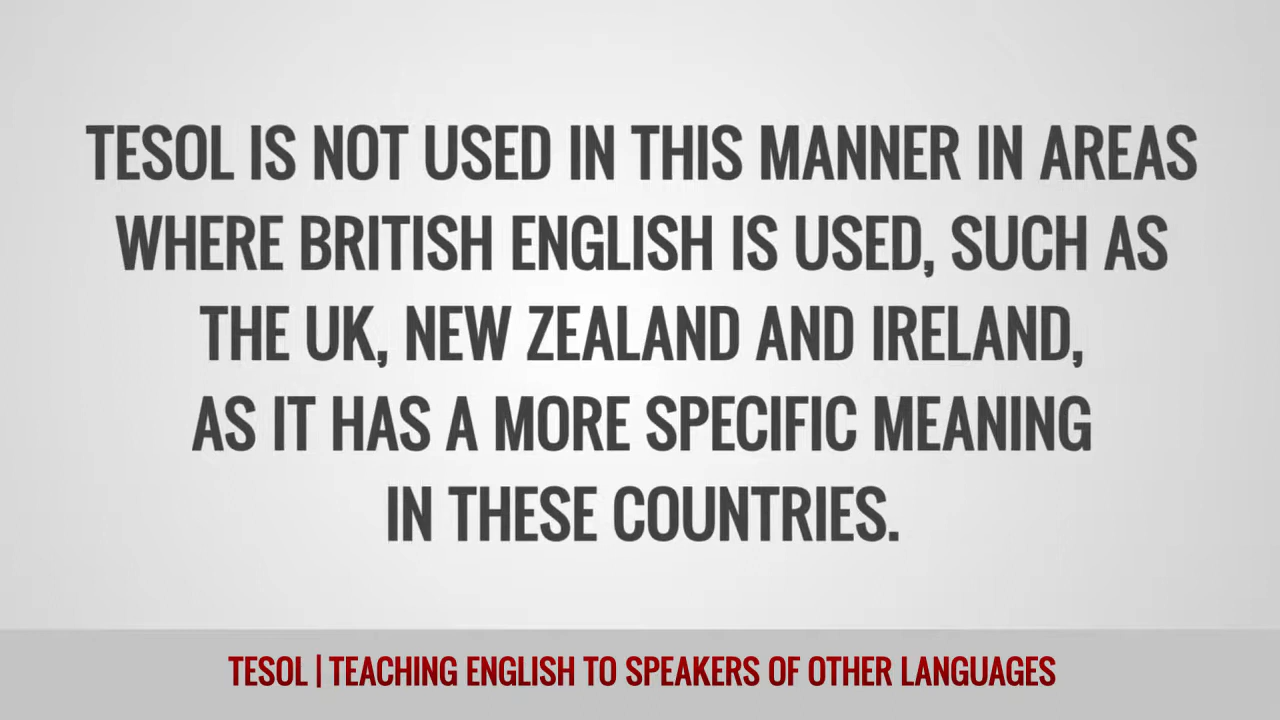 TESOL IS NOT USED IN THIS MANNER IN AREAS
WHERE BRITISH ENGLISH IS USED, SUCH AS
THE UK, NEW ZEALAND AND IRELAND,
AS IT HAS A MORE SPECIFIC MEANING
IN THESE COUNTRIES.
TESOL | TEACHING ENGLISH TO SPEAKERS OF OTHER LANGUAGES